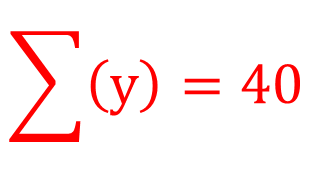 ∑(y) = 40